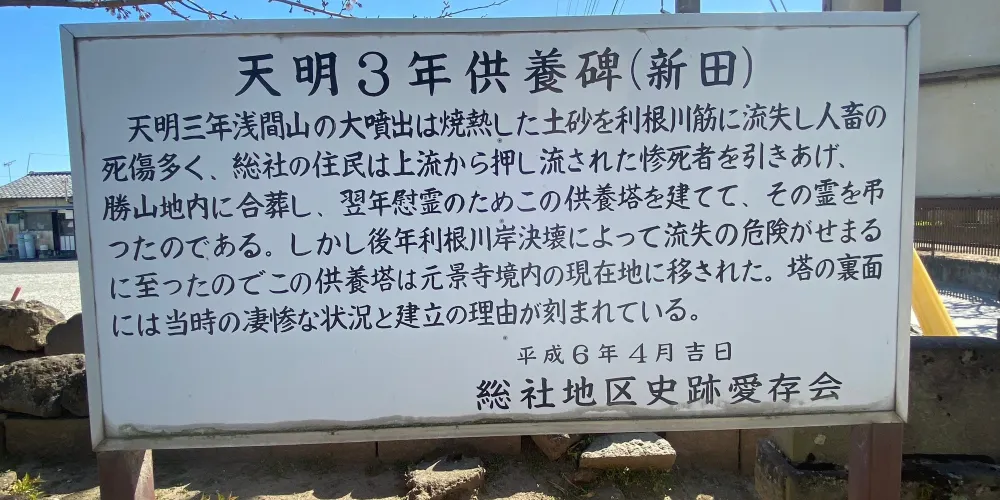 天明3年供養碑(新田)
天明三年浅間山の大噴出は焼熱した土砂を利根川筋に流失し人畜の
死傷多く、総社の住民は上流から押し流された惨死者を引きあげ、
勝山地内に合葬し、翌年慰霊のためこの供養塔を建てて、その霊を弔
ったのである。しかし後年利根川岸決壊によって流失の危険がせまる
に至ったのでこの供養塔は元景寺境内の現在地に移された。塔の裏面
には当時の凄惨な状況と建立の理由が刻まれている。
平成6年4月吉日
総社地区史跡愛存会